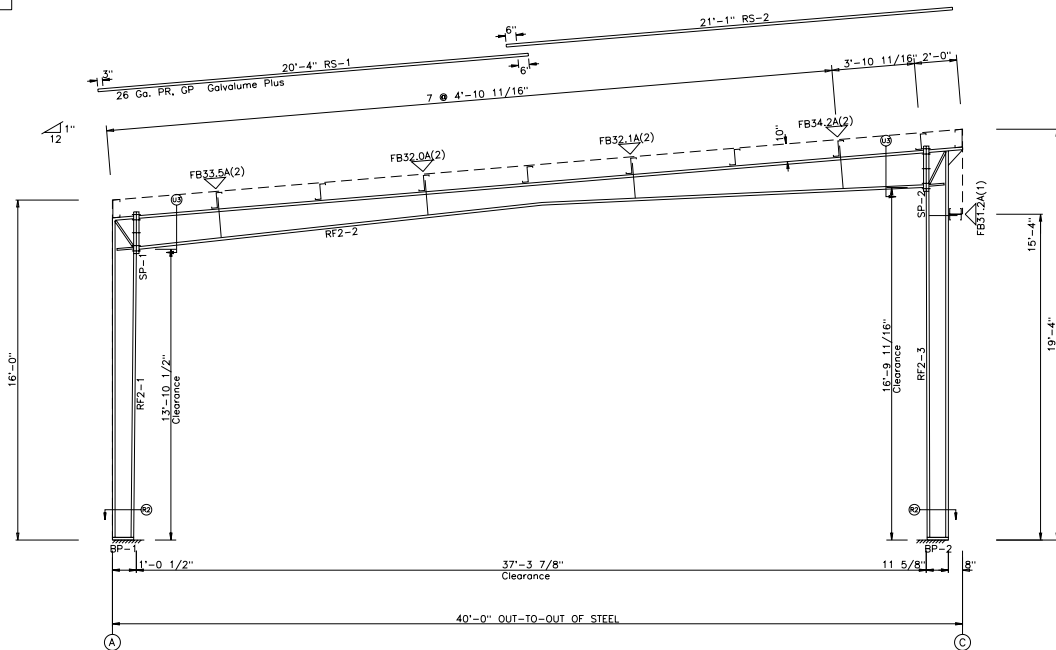 21'-1" RS-2
6"
3"
20'-4" RS-1
6"
26 Ga. PR, GP Galvalume Plus
3'-10 11/16"
2'-0"
7 @ 4'-10 11/16"
1"
12
FB34.2A(2)
10"
U3
FB32.1A(2)
FB32.0A(2)
FB33.5A(2)
U3
SP-2
FB31.2A(1)
RF2-2
SP-1
15'-4"
19'-4"
16'-0"
RF2-1
13'-10 1/2"
Clearance
16'-9 11/16"
Clearance
RF2-3
R2
R2
BP-1
BP-2
1'-0 1/2"
37'-3 7/8"
Clearance
11 5/8"
8"
40'-0" OUT-TO-OUT OF STEEL
A
C